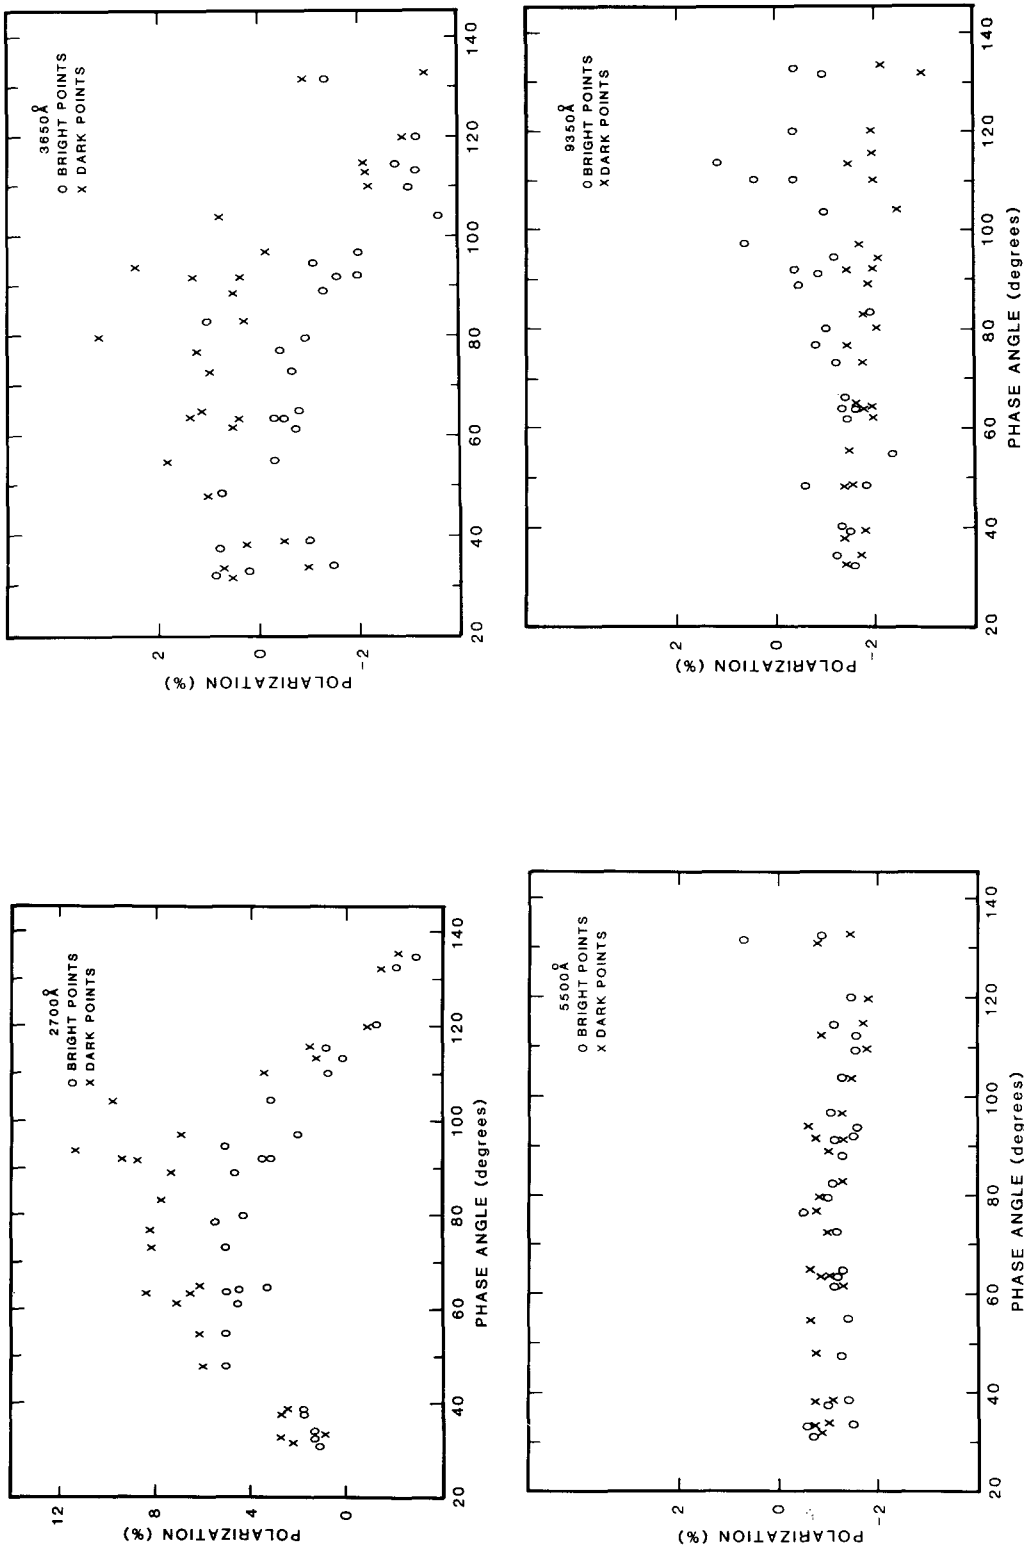 2700Å
O BRIGHT POINTS
X DARK POINTS
12
8
4
0
POLARIZATION (%)
20
40
60
80
100
120
140
PHASE ANGLE (degrees)
3650Å
O BRIGHT POINTS
X DARK POINTS
2
0
-2
POLARIZATION (%)
20
40
60
80
100
120
140
5500Å
O BRIGHT POINTS
X DARK POINTS
2
0
-2
POLARIZATION (%)
20
40
60
80
100
120
140
PHASE ANGLE (degrees)
9350Å
O BRIGHT POINTS
X DARK POINTS
2
0
-2
POLARIZATION (%)
20
40
60
80
100
120
140
PHASE ANGLE (degrees)